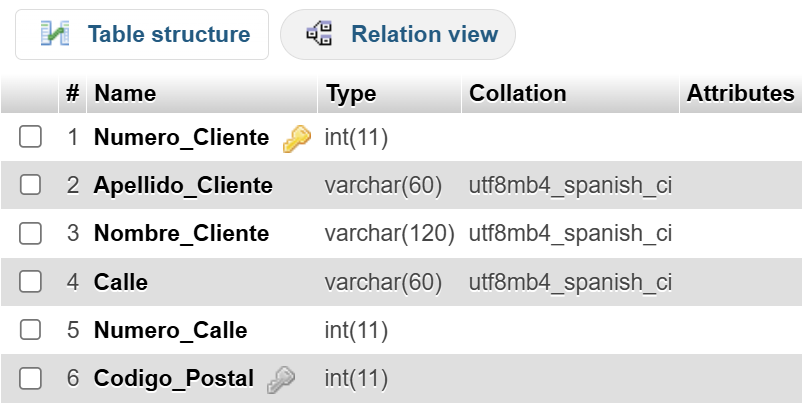 Table structure Relation view
# Name Type Collation Attributes
1 Numero_Cliente int(11)
2 Apellido_Cliente varchar(60) utf8mb4_spanish_ci
3 Nombre_Cliente varchar(120) utf8mb4_spanish_ci
4 Calle varchar(60) utf8mb4_spanish_ci
5 Numero_Calle int(11)
6 Codigo_Postal int(11)